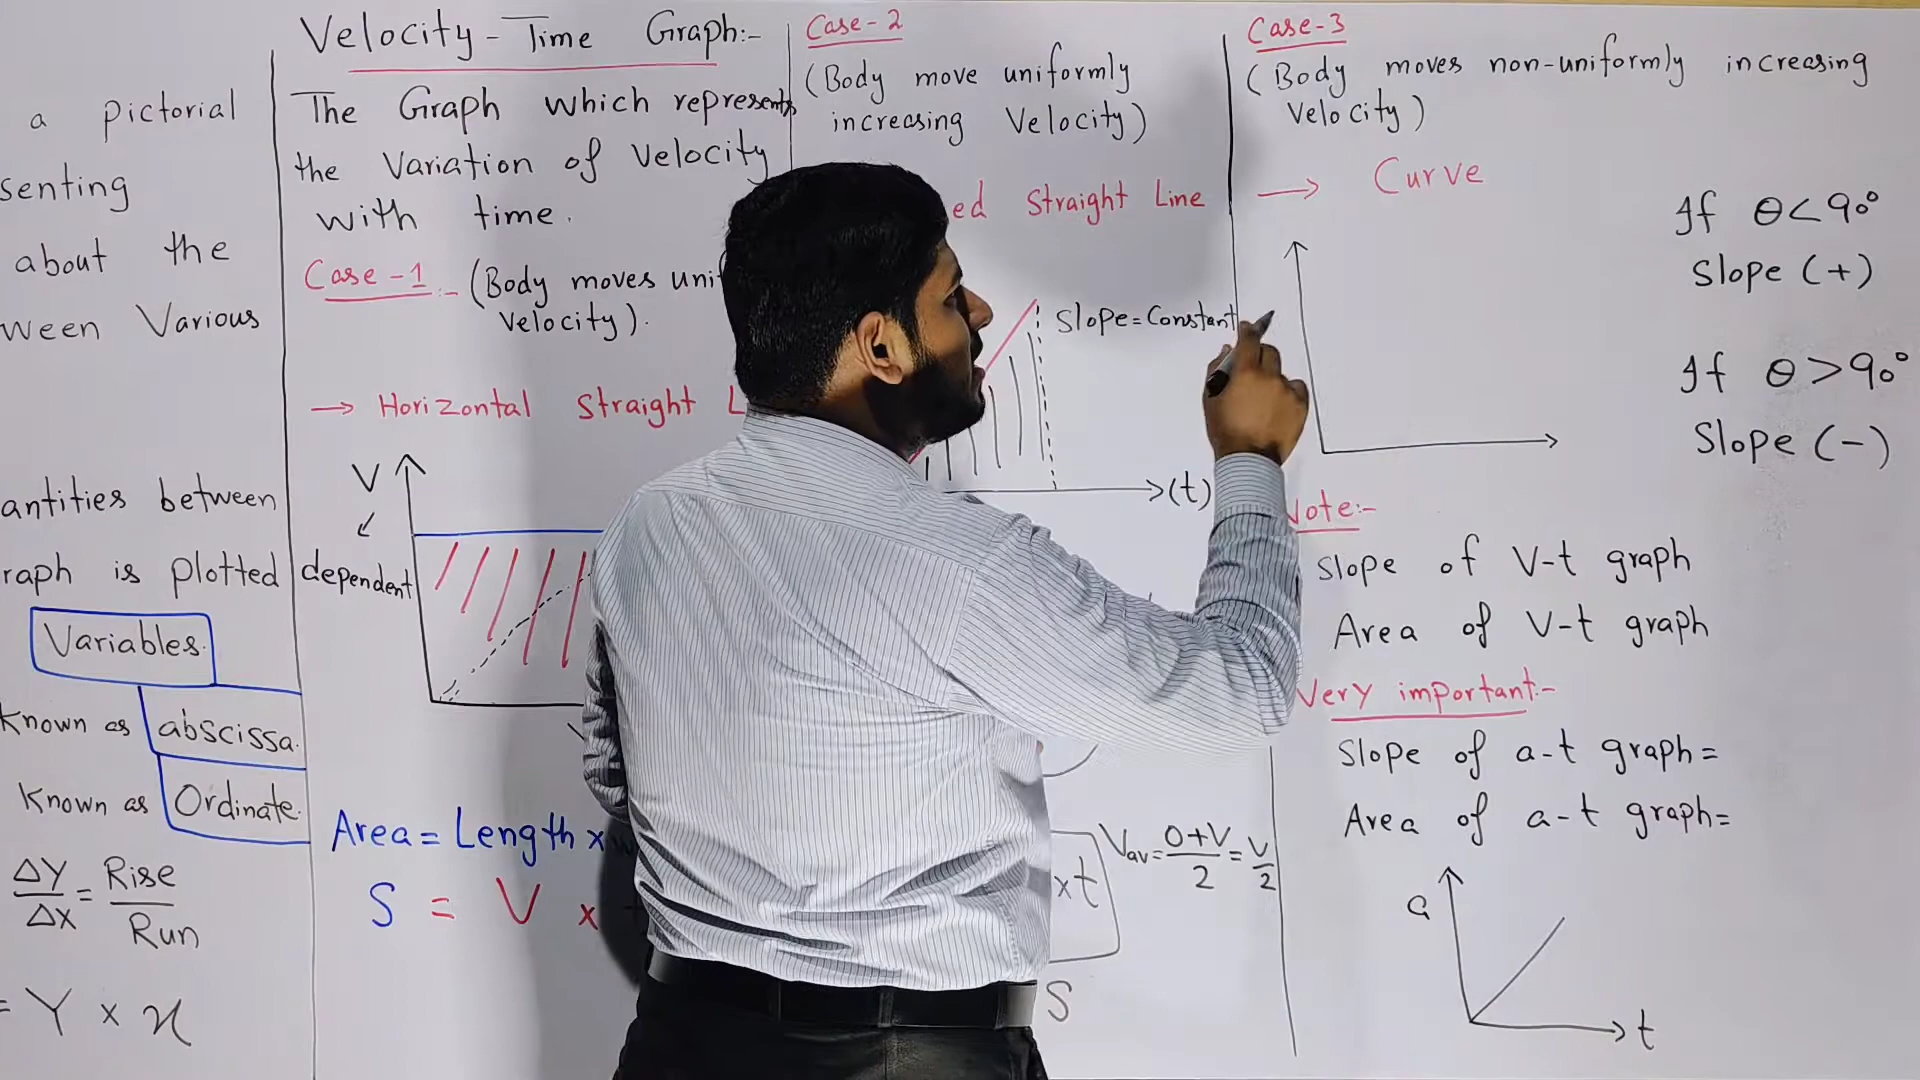 a pictorial
senting
about the
ween Various
antities between
raph is plotted
Variables.
Known as abscissa.
Known as Ordinate.
ΔY/ΔX = Rise/Run
= Y × x
Velocity - Time Graph:-
The Graph which represents
the Variation of velocity
with time.
Case-1:- (Body moves uni
velocity).
→ Horizontal Straight L
V
dependent
Area = Length ×
S = V ×
Case-2
(Body move uniformly
increasing Velocity)
ed Straight Line
Slope=Constant
(t)
×t
Vav = 0+V/2 = V/2
S
Case-3
(Body moves non-uniformly increasing
Velocity)
→ Curve
If θ<90°
Slope (+)
If θ>90°
Slope (-)
Note:-
Slope of V-t graph
Area of V-t graph
Very important:-
Slope of a-t graph=
Area of a-t graph=
a
t